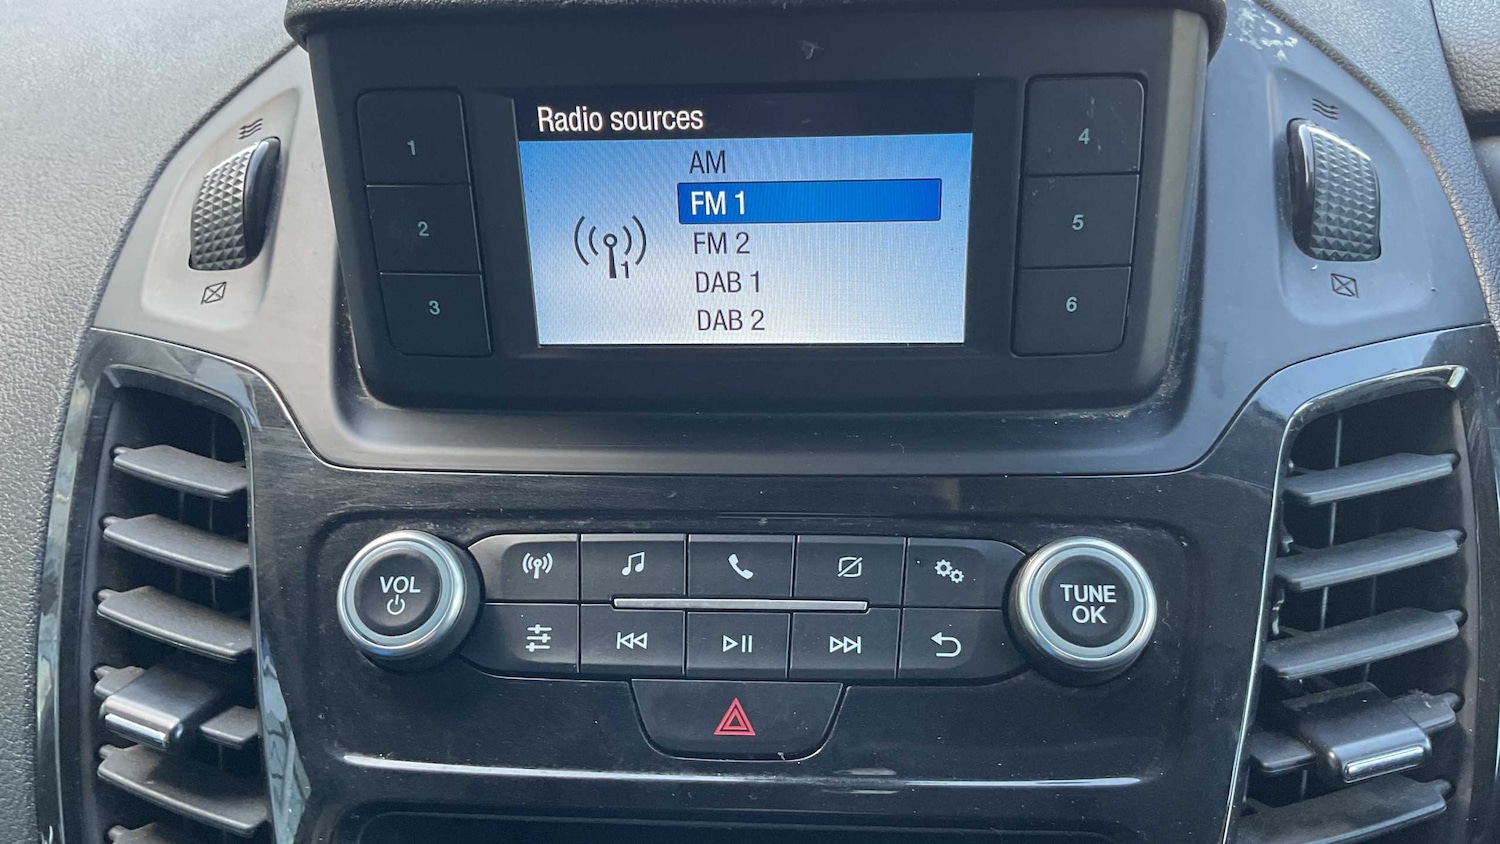 Radio sources
AM
FM 1
FM 2
DAB 1
DAB 2
1
1
2
3
4
5
6
VOL
TUNE
OK